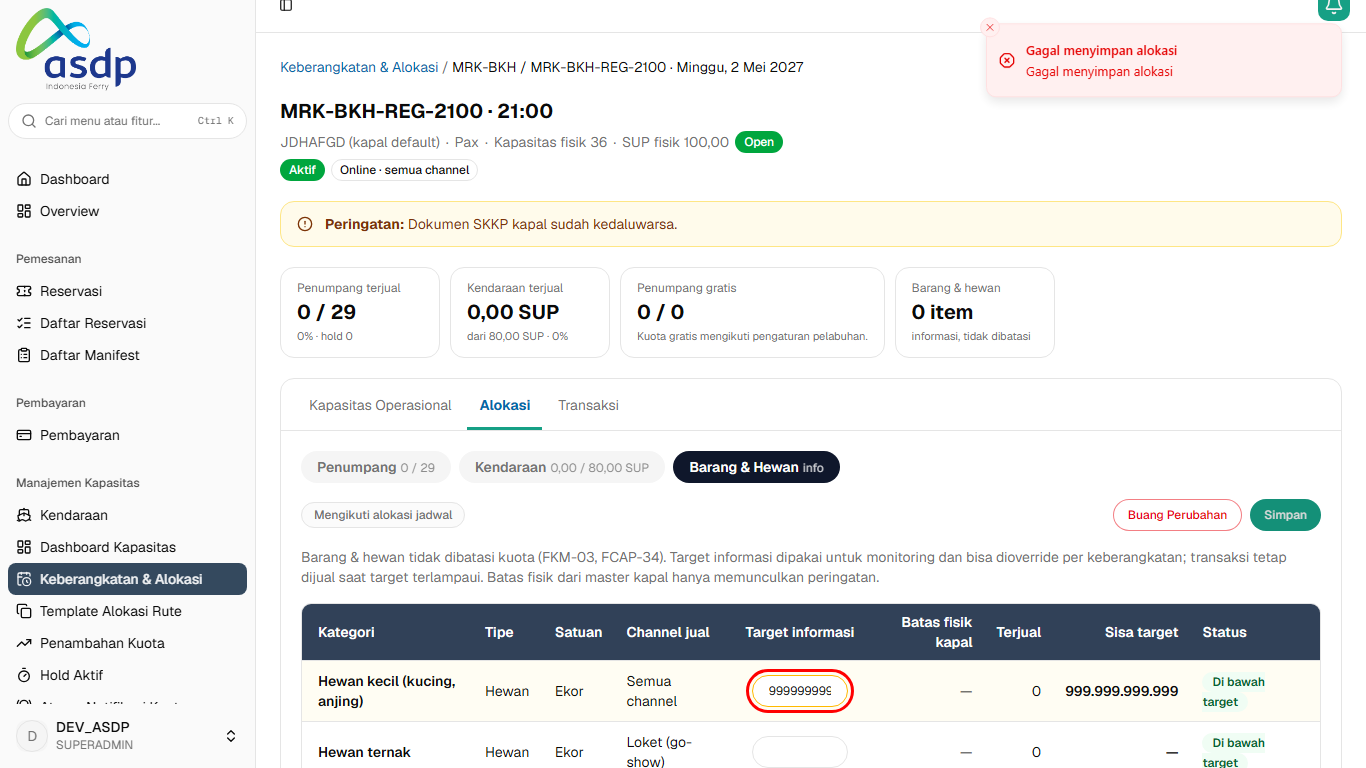 asdp
Indonesia Ferry
Cari menu atau fitur... Ctrl K
Dashboard
Overview
Pemesanan
Reservasi
Daftar Reservasi
Daftar Manifest
Pembayaran
Pembayaran
Manajemen Kapasitas
Kendaraan
Dashboard Kapasitas
Keberangkatan & Alokasi
Template Alokasi Rute
Penambahan Kuota
Hold Aktif
D
DEV_ASDP
SUPERADMIN
Gagal menyimpan alokasi
Gagal menyimpan alokasi
Keberangkatan & Alokasi / MRK-BKH / MRK-BKH-REG-2100 · Minggu, 2 Mei 2027
MRK-BKH-REG-2100 · 21:00
JDHAFGD (kapal default) · Pax · Kapasitas fisik 36 · SUP fisik 100,00 Open
Aktif Online · semua channel
Peringatan: Dokumen SKKP kapal sudah kedaluwarsa.
Penumpang terjual
0 / 29
0% · hold 0
Kendaraan terjual
0,00 SUP
dari 80,00 SUP · 0%
Penumpang gratis
0 / 0
Kuota gratis mengikuti pengaturan pelabuhan.
Barang & hewan
0 item
informasi, tidak dibatasi
Kapasitas Operasional Alokasi Transaksi
Penumpang 0 / 29 Kendaraan 0,00 / 80,00 SUP Barang & Hewan info
Mengikuti alokasi jadwal Buang Perubahan Simpan
Barang & hewan tidak dibatasi kuota (FKM-03, FCAP-34). Target informasi dipakai untuk monitoring dan bisa dioverride per keberangkatan; transaksi tetap
dijual saat target terlampaui. Batas fisik dari master kapal hanya memunculkan peringatan.
Kategori Tipe Satuan Channel jual Target informasi Batas fisik kapal Terjual Sisa target Status
Hewan kecil (kucing, anjing) Hewan Ekor Semua channel 999999999 — 0 999.999.999.999 Di bawah target
Hewan ternak Hewan Ekor Loket (go-show) — 0 — Di bawah target